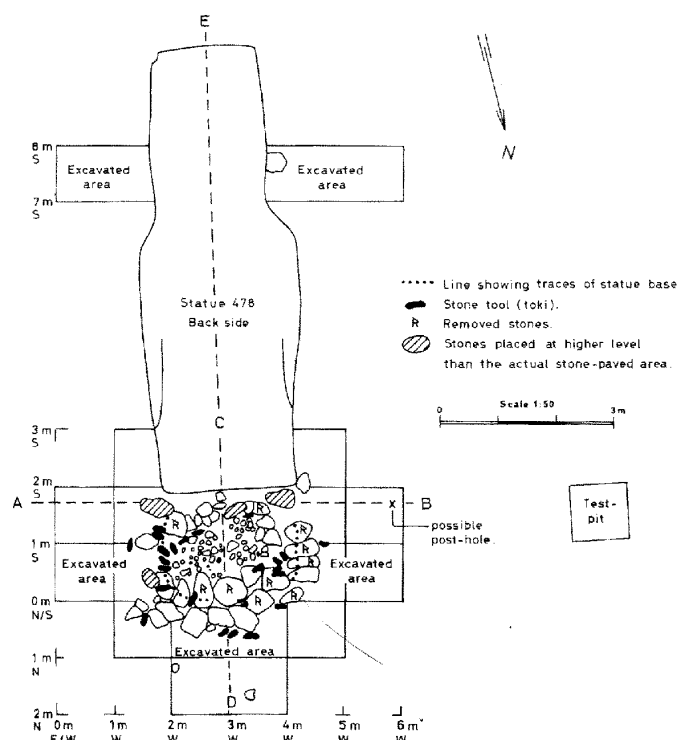 E
N
8 m
S
Excavated
area
Excavated
area
7 m
S
Statue 478
Back side
Line showing traces of statue base
Stone tool (toki).
R Removed stones.
Stones placed at higher level
than the actual stone-paved area.
Scale 1:50
0 3 m
C
3 m
S
2 m
S
A B
x
possible
post-hole.
Test-
pit
1 m
S
Excavated
area
Excavated
area
R
R
R
R
R
R
R
R
R
R
R
0 m
N/S
Excavated area
1 m
N
D
2 m
N
0 m 1 m 2 m 3 m 4 m 5 m 6 m
E/W W W W W W W